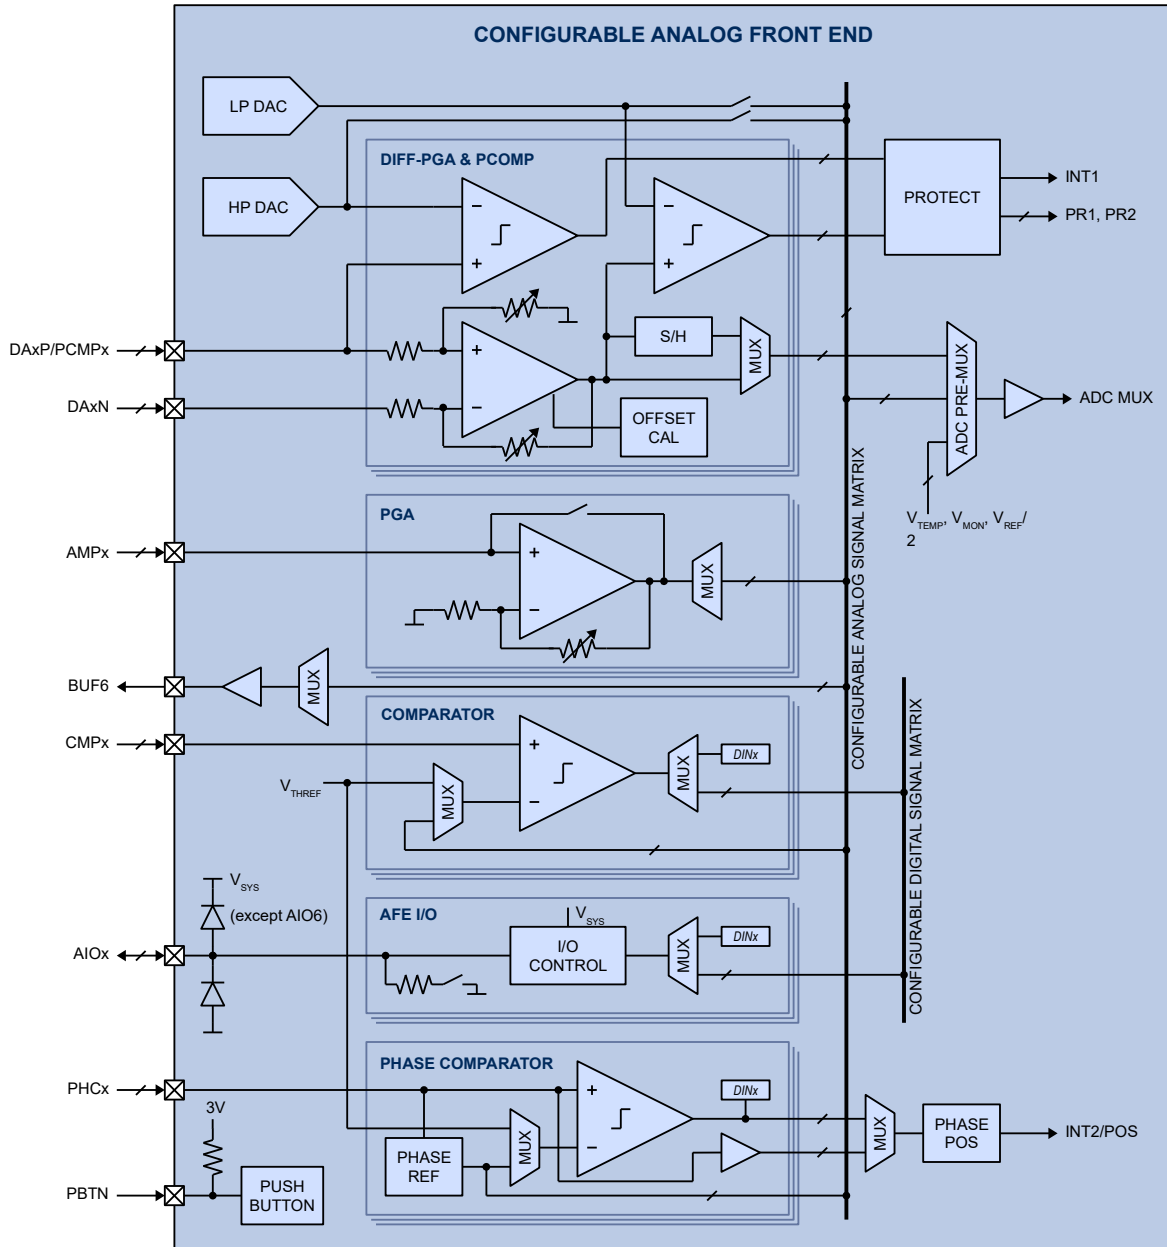 CONFIGURABLE ANALOG FRONT END
LP DAC
HP DAC
DIFF-PGA & PCOMP
−
+
−
+
PROTECT
INT1
PR1, PR2
DAxP/PCMPx
DAxN
+
−
S/H
MUX
OFFSET
CAL
ADC PRE-MUX
ADC MUX
VTEMP, VMON, VREF/
2
CONFIGURABLE ANALOG SIGNAL MATRIX
PGA
AMPx
+
−
MUX
BUF6
MUX
COMPARATOR
CMPx
VTHREF
MUX
+
−
MUX
DINx
CONFIGURABLE DIGITAL SIGNAL MATRIX
VSYS
(except AIO6)
AIOx
AFE I/O
VSYS
I/O
CONTROL
MUX
DINx
PHASE COMPARATOR
PHCx
3V
PHASE
REF
MUX
+
−
DINx
MUX
PHASE
POS
INT2/POS
PBTN
PUSH
BUTTON